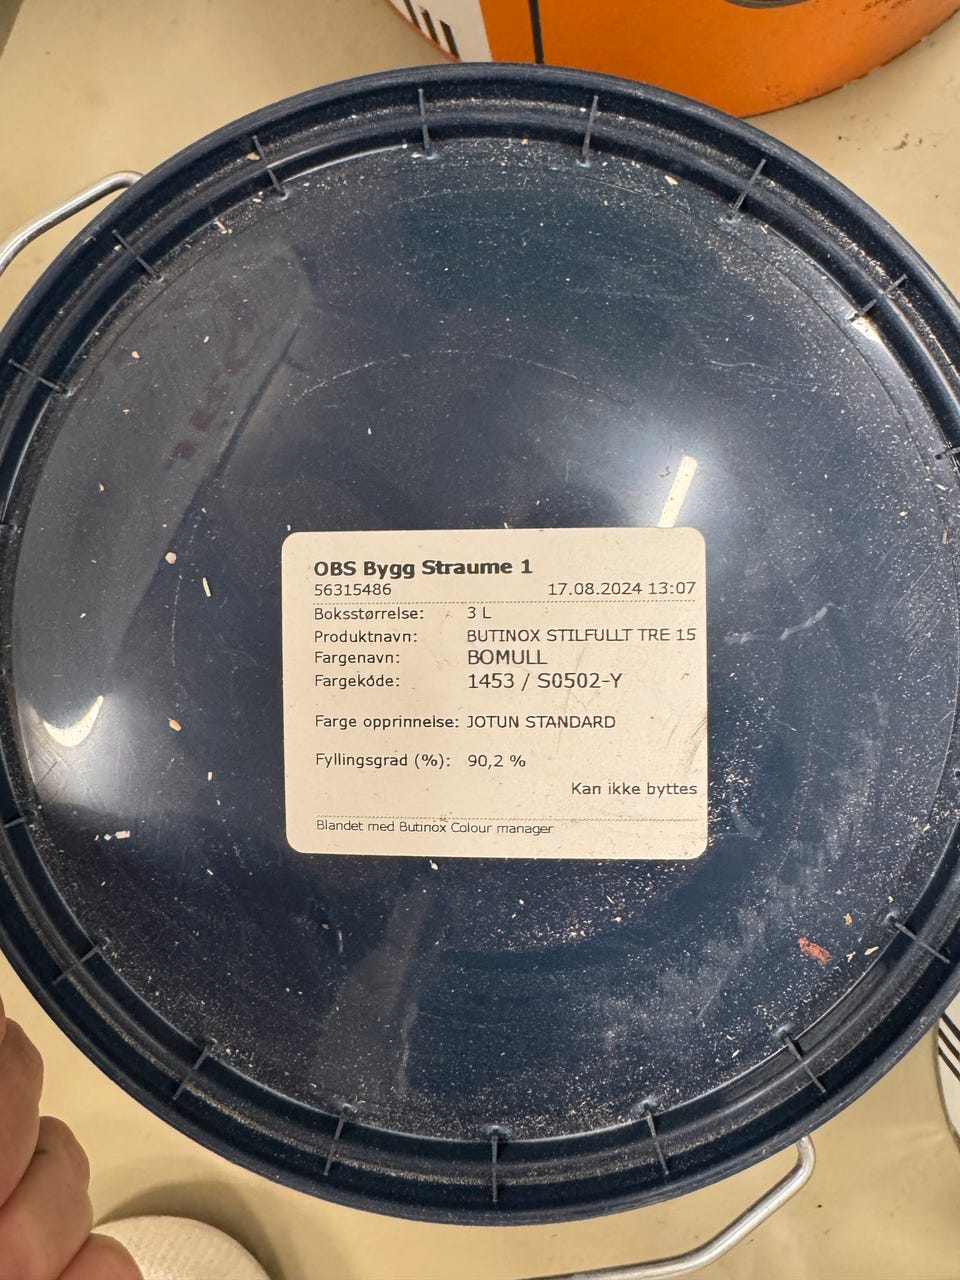 OBS Bygg Straume 1
56315486 17.08.2024 13:07
Boksstørrelse: 3 L
Produktnavn: BUTINOX STILFULLT TRE 15
Fargenavn: BOMULL
Fargekode: 1453 / S0502-Y
Farge opprinnelse: JOTUN STANDARD
Fyllingsgrad (%): 90,2 %
Kan ikke byttes
Blandet med Butinox Colour manager